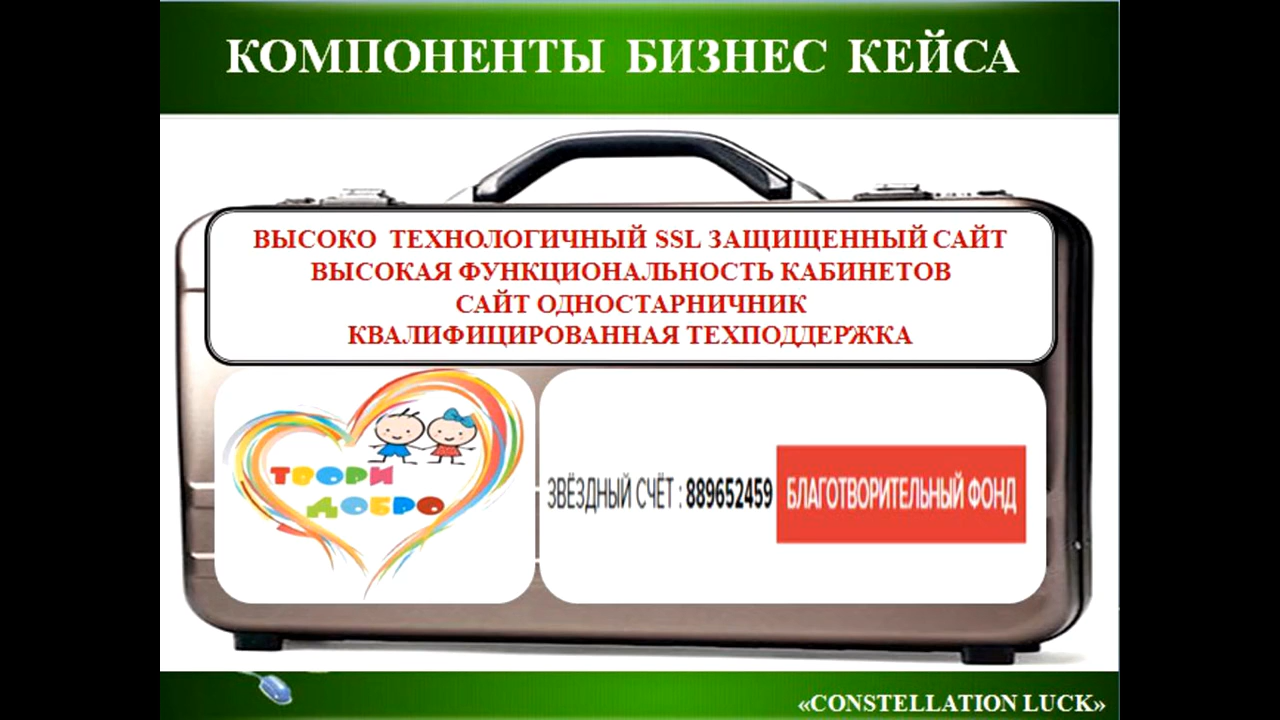 КОМПОНЕНТЫ БИЗНЕС КЕЙСА
ВЫСОКО ТЕХНОЛОГИЧНЫЙ SSL ЗАЩИЩЕННЫЙ САЙТ
ВЫСОКАЯ ФУНКЦИОНАЛЬНОСТЬ КАБИНЕТОВ
САЙТ ОДНОСТАРНИЧНИК
КВАЛИФИЦИРОВАННАЯ ТЕХПОДДЕРЖКА
ТВОРИ
ДОБРО
ЗВЁЗДНЫЙ СЧЁТ : 889652459
БЛАГОТВОРИТЕЛЬНЫЙ ФОНД
«CONSTELLATION LUCK»